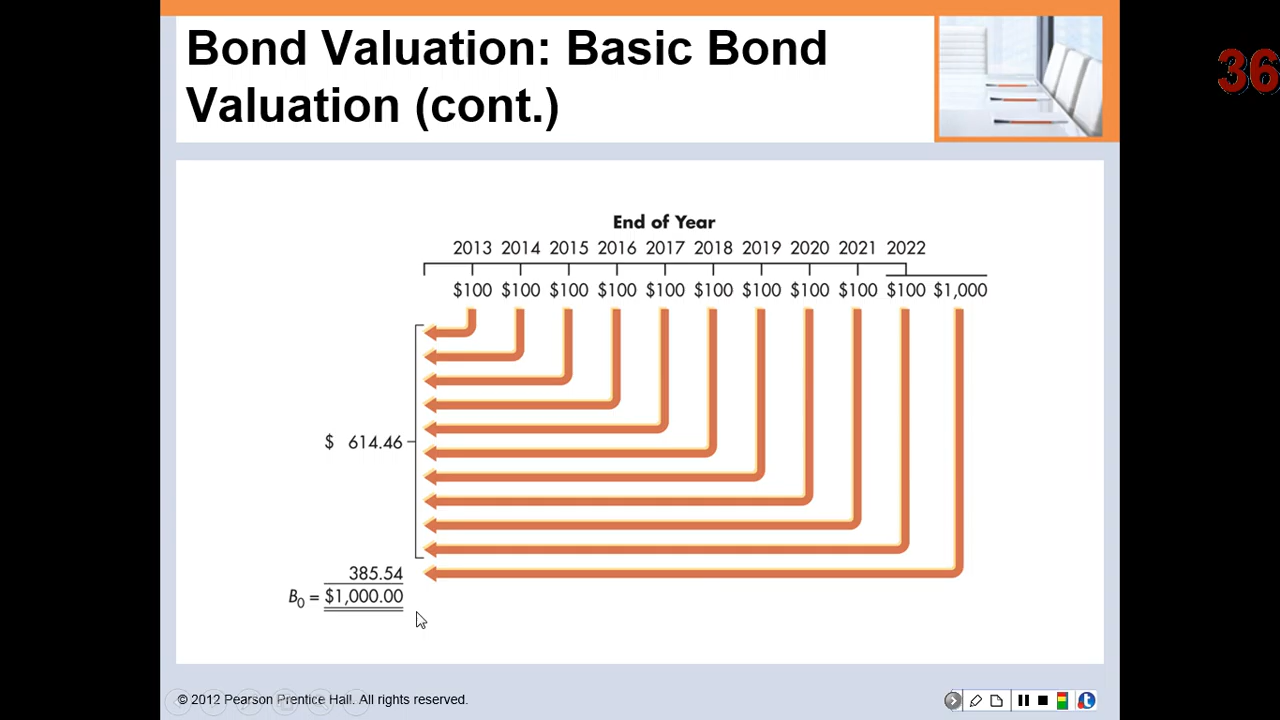 Bond Valuation: Basic Bond
Valuation (cont.)
36
End of Year
2013 2014 2015 2016 2017 2018 2019 2020 2021 2022
$100 $100 $100 $100 $100 $100 $100 $100 $100 $100 $1,000
$ 614.46
385.54
B0 = $1,000.00
© 2012 Pearson Prentice Hall. All rights reserved.
t